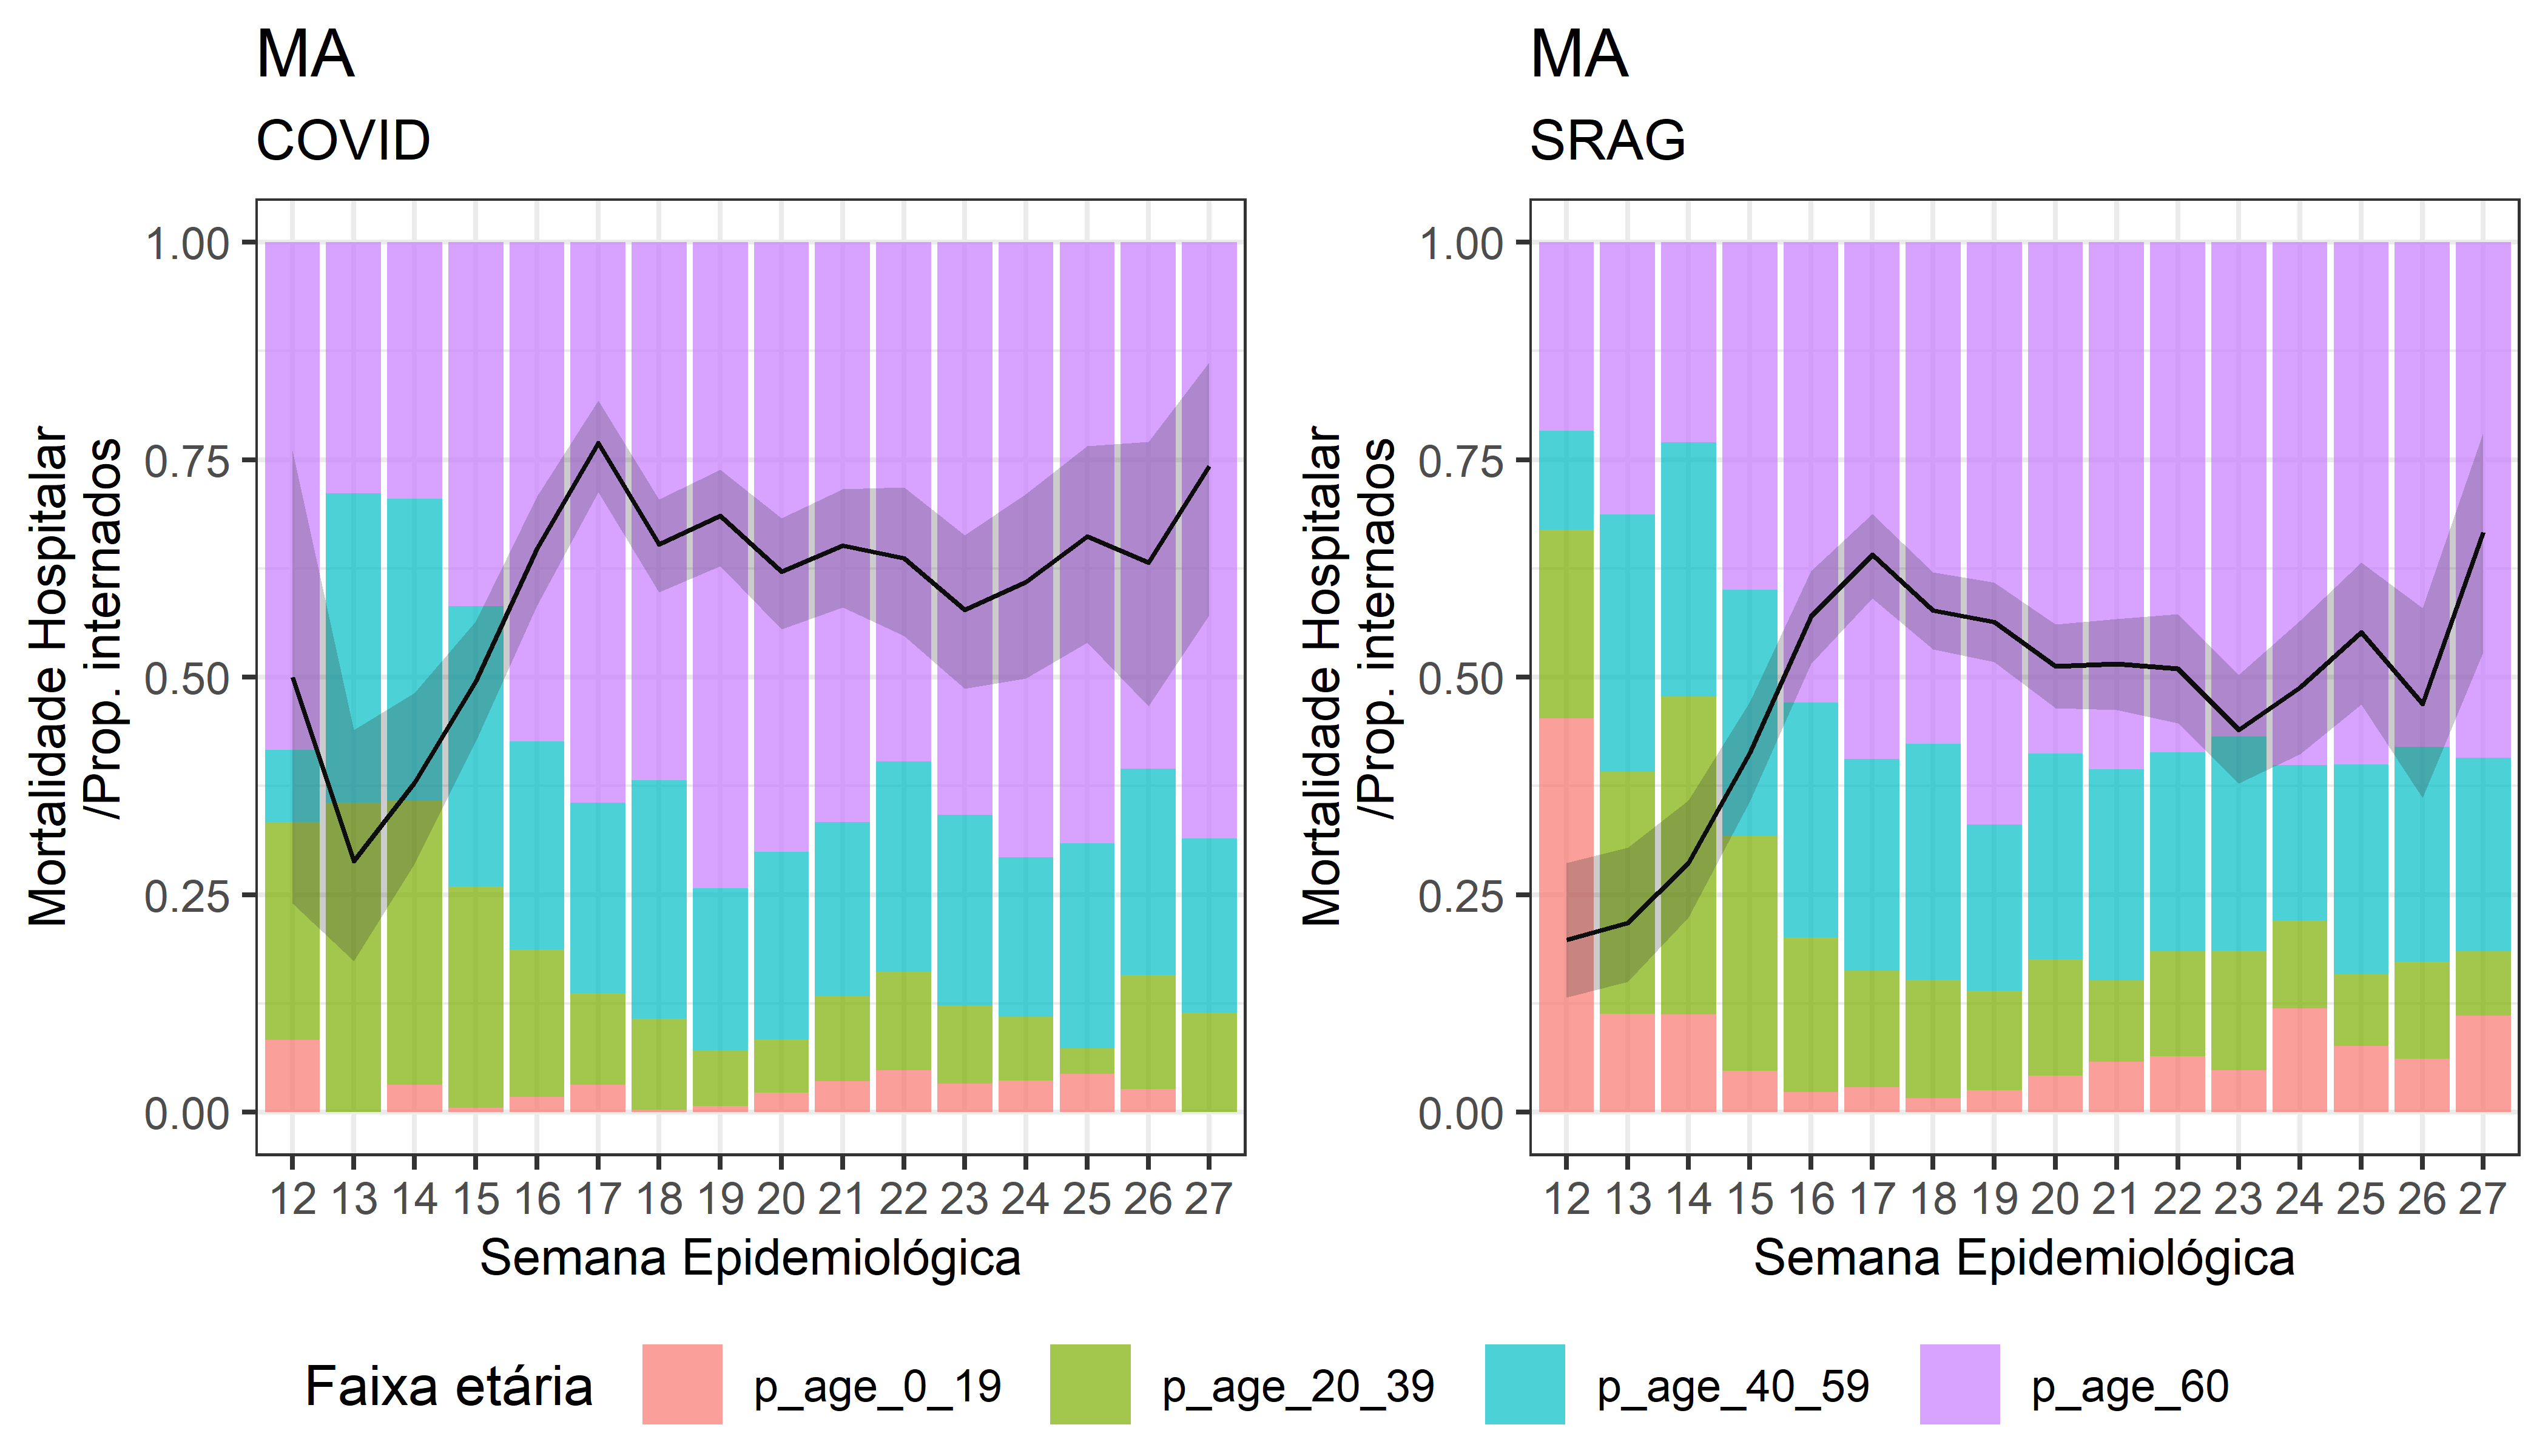 MA
COVID
Mortalidade Hospitalar
/Prop. internados
1.00
0.75
0.50
0.25
0.00
12 13 14 15 16 17 18 19 20 21 22 23 24 25 26 27
Semana Epidemiológica
MA
SRAG
Mortalidade Hospitalar
/Prop. internados
1.00
0.75
0.50
0.25
0.00
12 13 14 15 16 17 18 19 20 21 22 23 24 25 26 27
Semana Epidemiológica
Faixa etária p_age_0_19 p_age_20_39 p_age_40_59 p_age_60